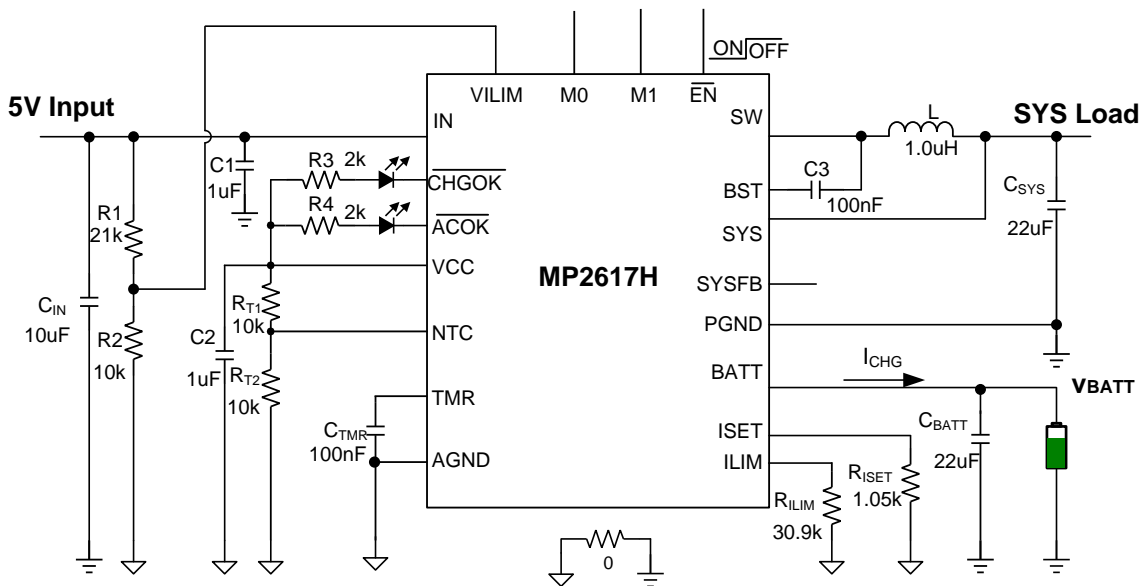 ON OFF
VILIM M0 M1 EN
5V Input
IN
SW
L
1.0uH
SYS Load
C1
1uF
R3 2k
CHGOK
R4 2k
ACOK
C3
100nF
BST
SYS
CSYS
22uF
R1
21k
VCC
MP2617H
SYSFB
CIN
10uF
RT1
10k
R2
10k
C2
1uF
NTC
PGND
RT2
10k
BATT
ICHG
VBATT
TMR
CTMR
100nF
AGND
ISET
ILIM
CBATT
22uF
RISET
1.05k
RILIM
30.9k
0